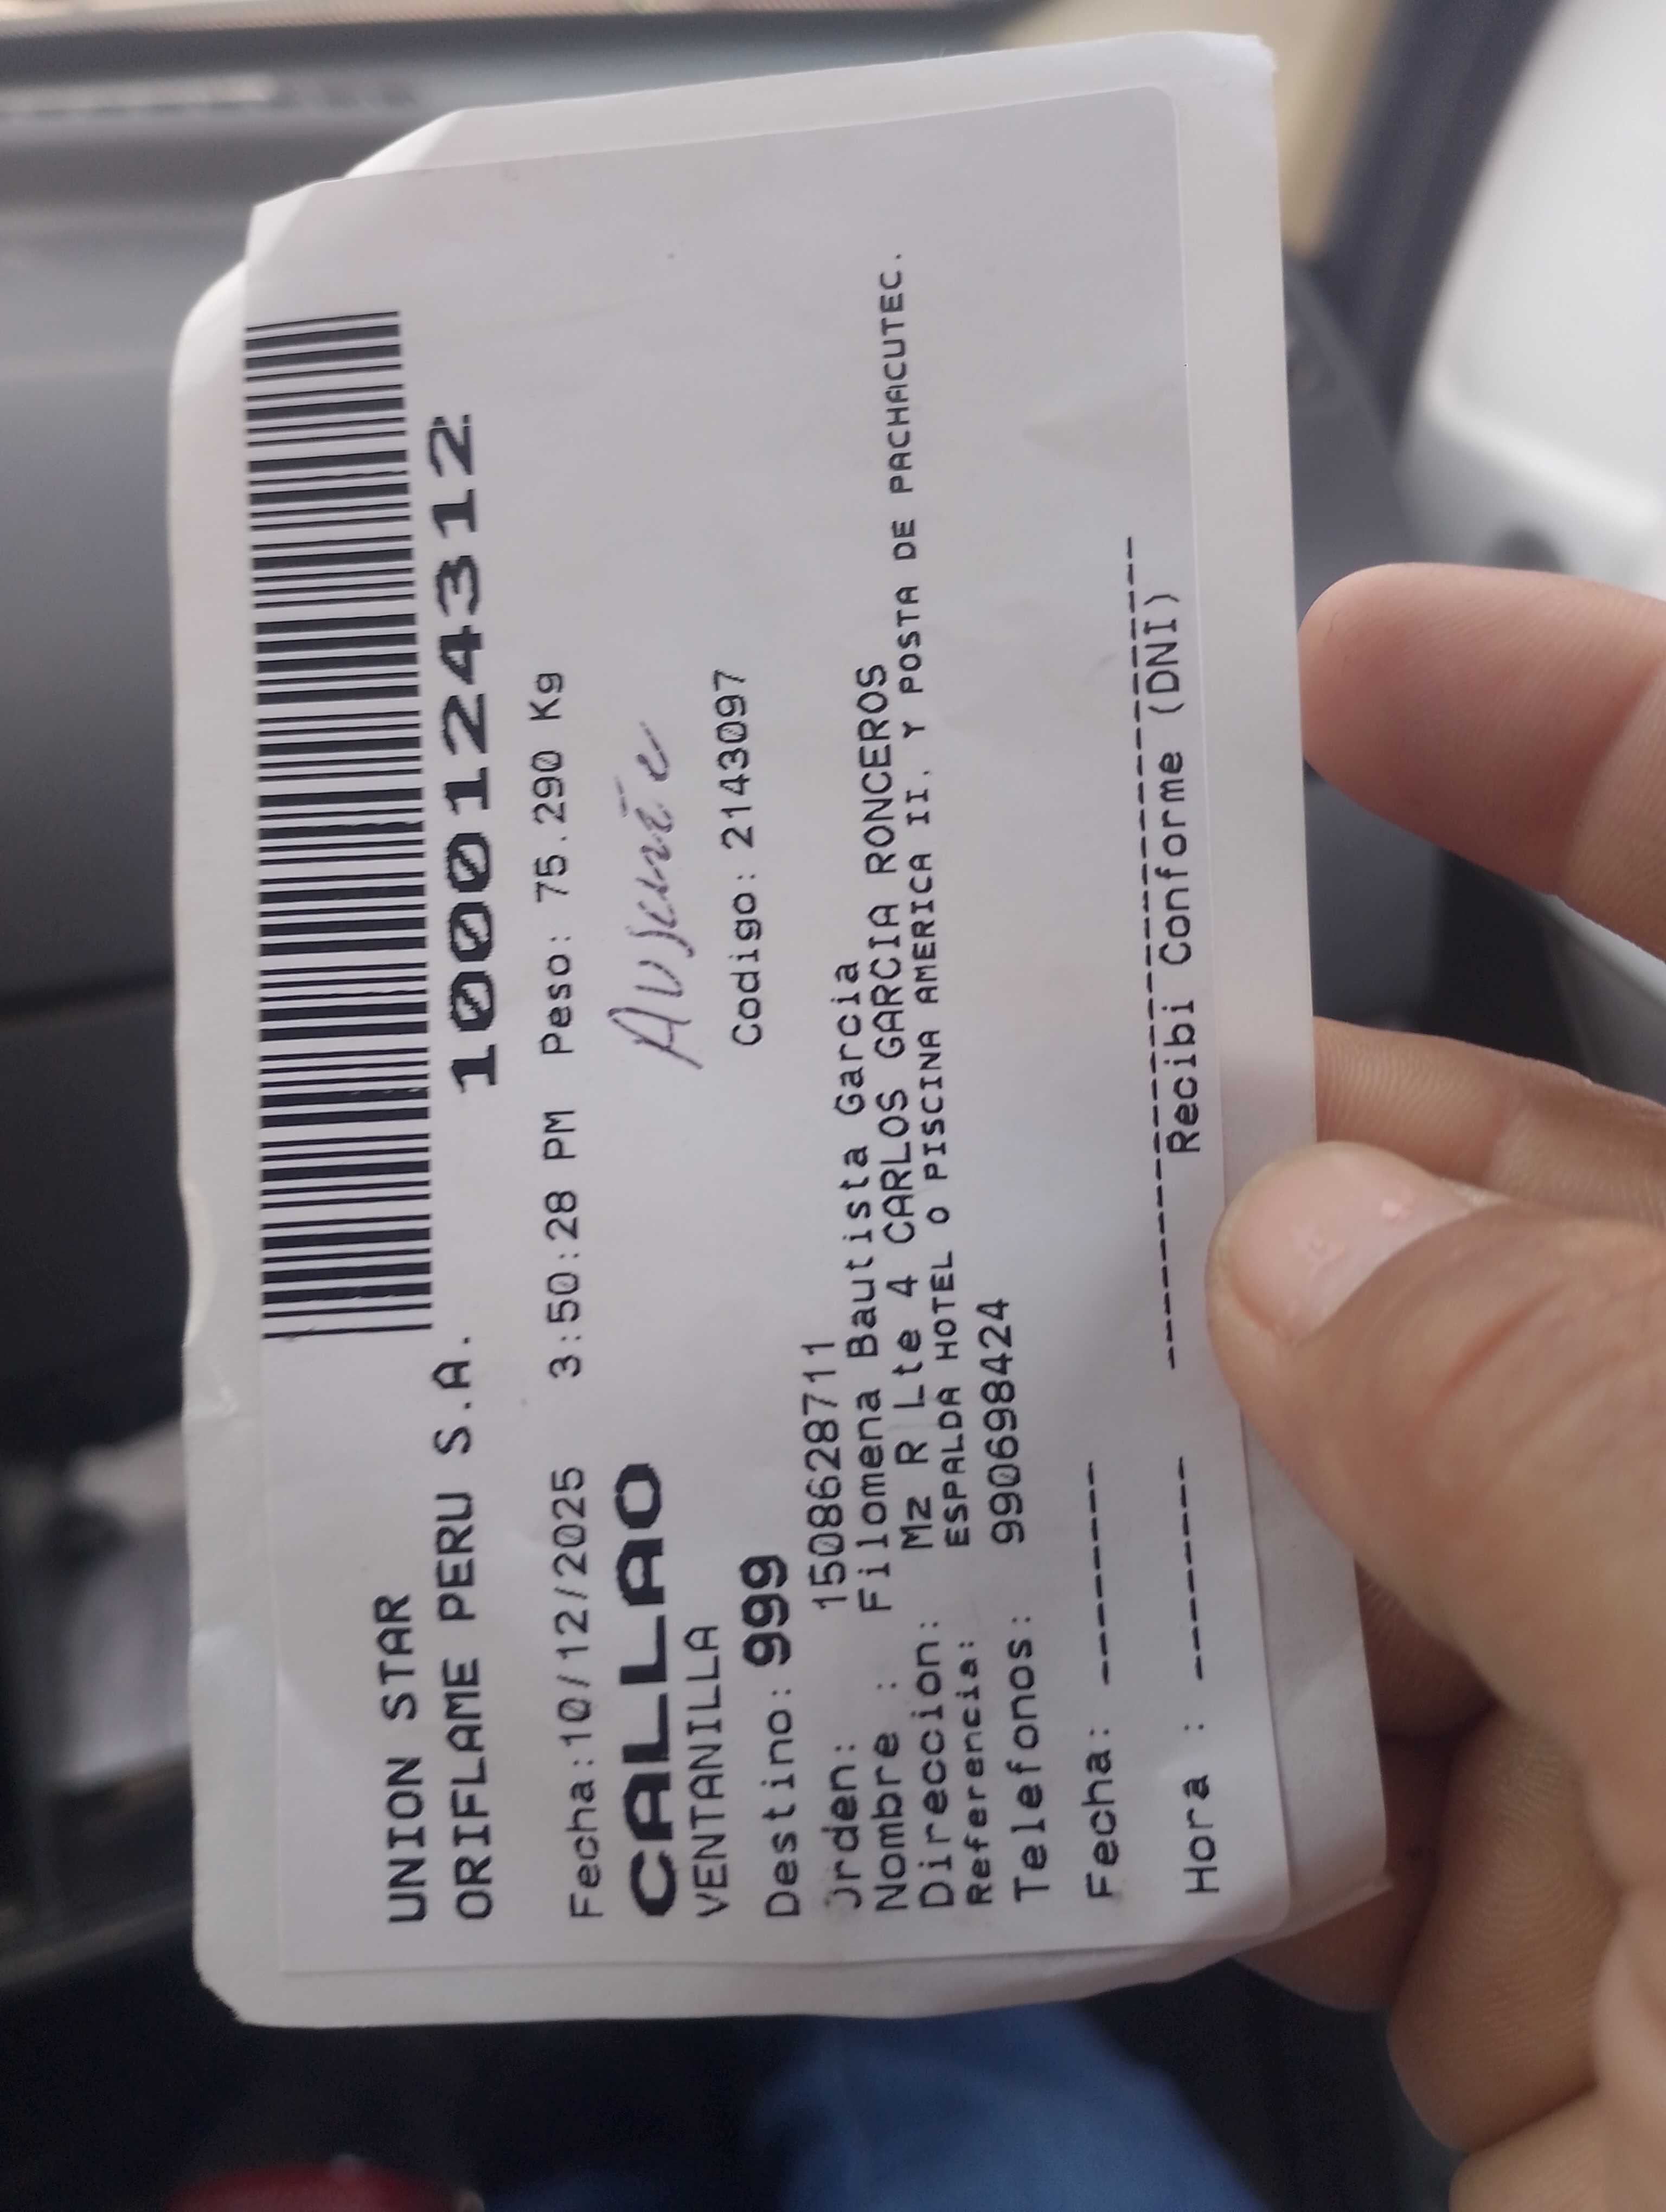 UNION STAR
ORIFLAME PERU S.A.
1000124312
Fecha:10/12/2025 3:50:28 PM Peso: 75.290 Kg
CALLAO
Ausente
VENTANILLA
Destino: 999 Codigo: 2143097
Orden: 1508628711
Nombre : Filomena Bautista Garcia
Direccion: Mz R Lte 4 CARLOS GARCIA RONCEROS
Referencia: ESPALDA HOTEL O PISCINA AMERICA II. Y POSTA DE PACHACUTEC.
Telefonos: 990698424
Fecha: --------
Hora : --------
Recibi Conforme (DNI)